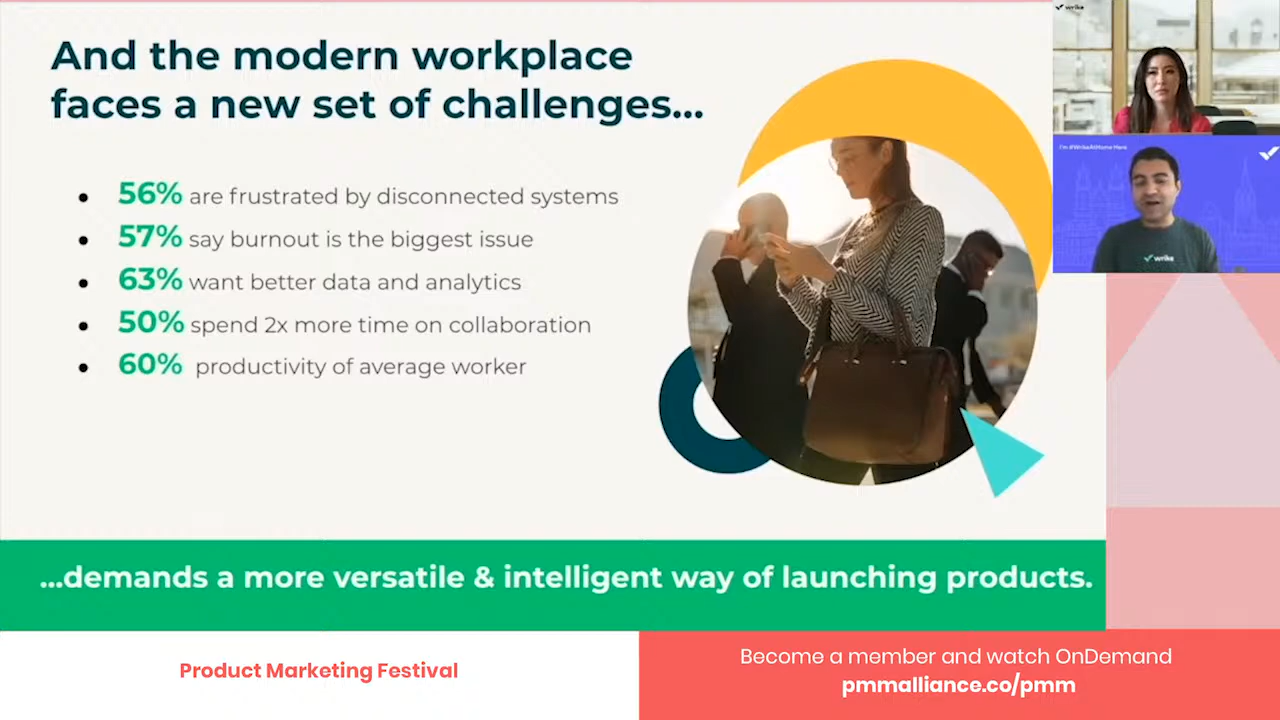 And the modern workplace
faces a new set of challenges...
• 56% are frustrated by disconnected systems
• 57% say burnout is the biggest issue
• 63% want better data and analytics
• 50% spend 2x more time on collaboration
• 60% productivity of average worker
...demands a more versatile & intelligent way of launching products.
wrike
I'm #WrikeAtHome Here
wrike
Product Marketing Festival
Become a member and watch OnDemand
pmmalliance.co/pmm